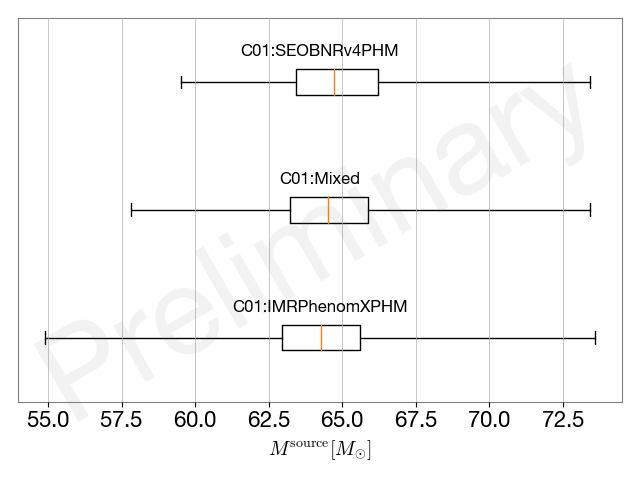 C01:SEOBNRv4PHM
C01:Mixed
C01:IMRPhenomXPHM
Preliminary
55.0 57.5 60.0 62.5 65.0 67.5 70.0 72.5
M^source[M_⊙]